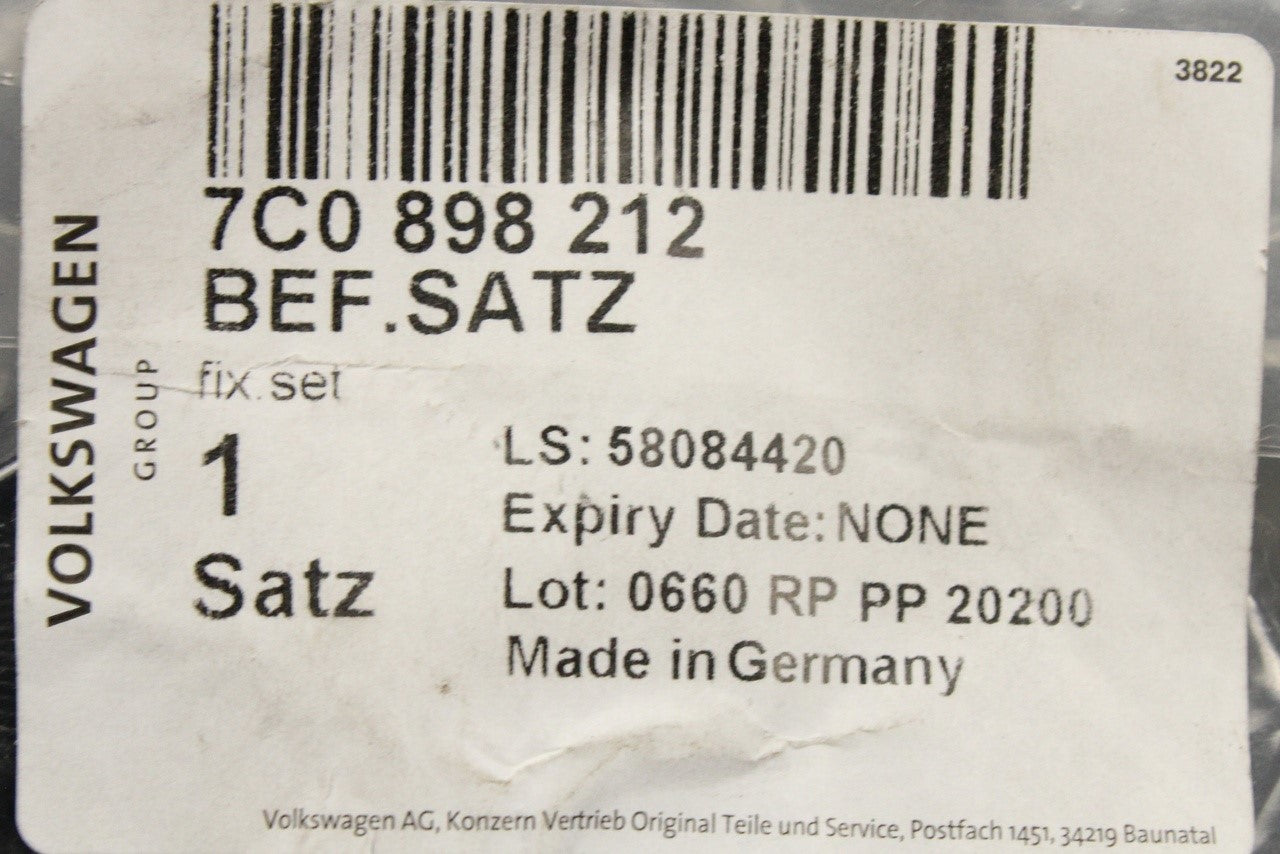 3822
7C0 898 212
BEF.SATZ
fix.set
1
Satz
LS: 58084420
Expiry Date: NONE
Lot: 0660 RP PP 20200
Made in Germany
VOLKSWAGEN
GROUP
Volkswagen AG, Konzern Vertrieb Original Teile und Service, Postfach 1451, 34219 Baunatal